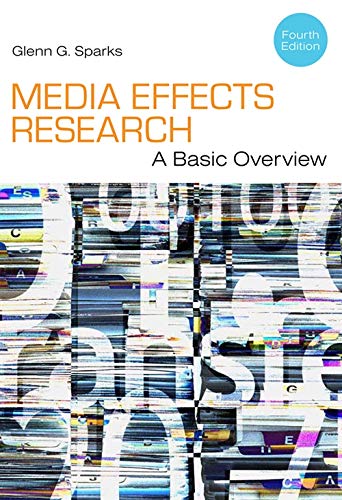 Glenn G. Sparks
Fourth
Edition
MEDIA EFFECTS
RESEARCH
A Basic Overview